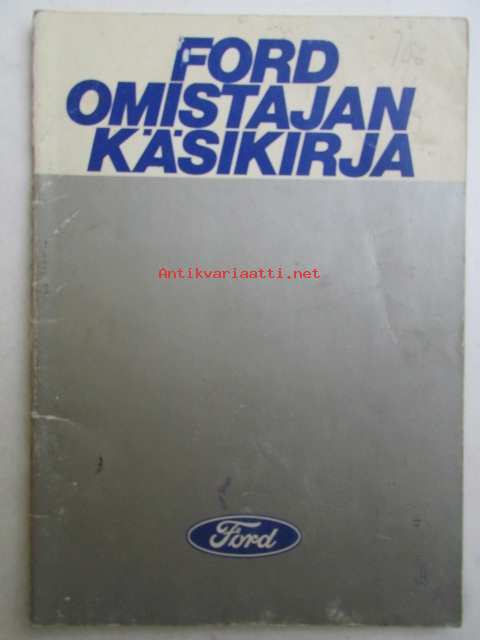 FORD
OMISTAJAN
KÄSIKIRJA
Antikvariaatti.net
Ford